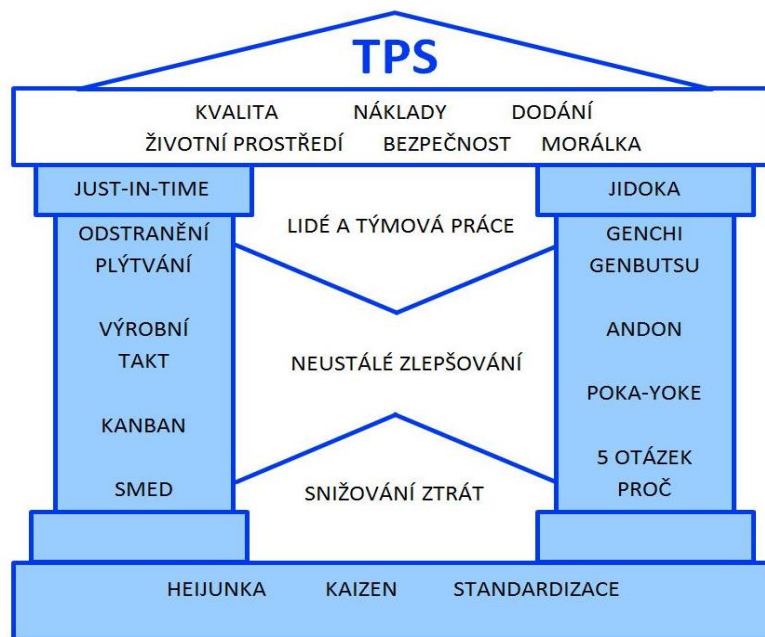 TPS
KVALITA NÁKLADY DODÁNÍ
ŽIVOTNÍ PROSTŘEDÍ BEZPEČNOST MORÁLKA
JUST-IN-TIME
ODSTRANĚNÍ
PLÝTVÁNÍ
VÝROBNÍ
TAKT
KANBAN
SMED
LIDÉ A TÝMOVÁ PRÁCE
NEUSTÁLÉ ZLEPŠOVÁNÍ
SNIŽOVÁNÍ ZTRÁT
JIDOKA
GENCHI
GENBUTSU
ANDON
POKA-YOKE
5 OTÁZEK
PROČ
HEIJUNKA KAIZEN STANDARDIZACE